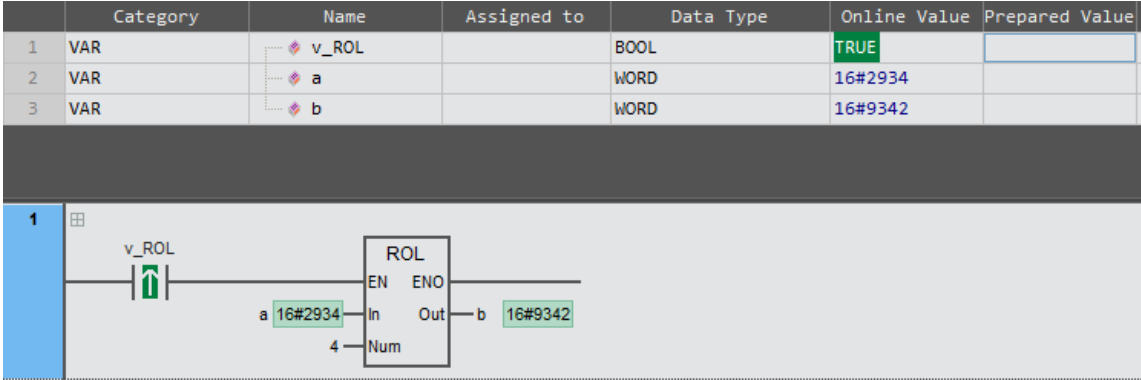 Category Name Assigned to Data Type Online Value Prepared Value
1 VAR v_ROL BOOL TRUE
2 VAR a WORD 16#2934
3 VAR b WORD 16#9342
1
v_ROL
ROL
EN ENO
a 16#2934 In Out b 16#9342
4 Num